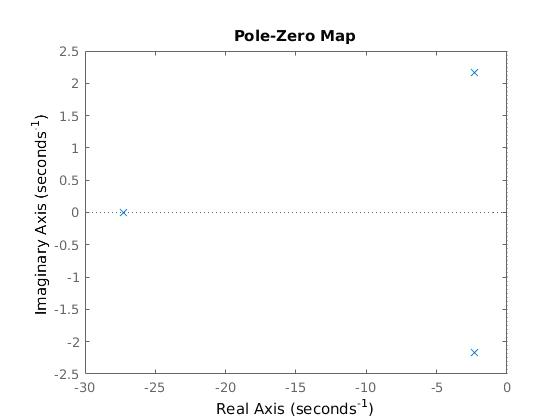 Pole-Zero Map
2.5
2
1.5
1
0.5
0
-0.5
-1
-1.5
-2
-2.5
Imaginary Axis (seconds⁻¹)
-30 -25 -20 -15 -10 -5 0
Real Axis (seconds⁻¹)